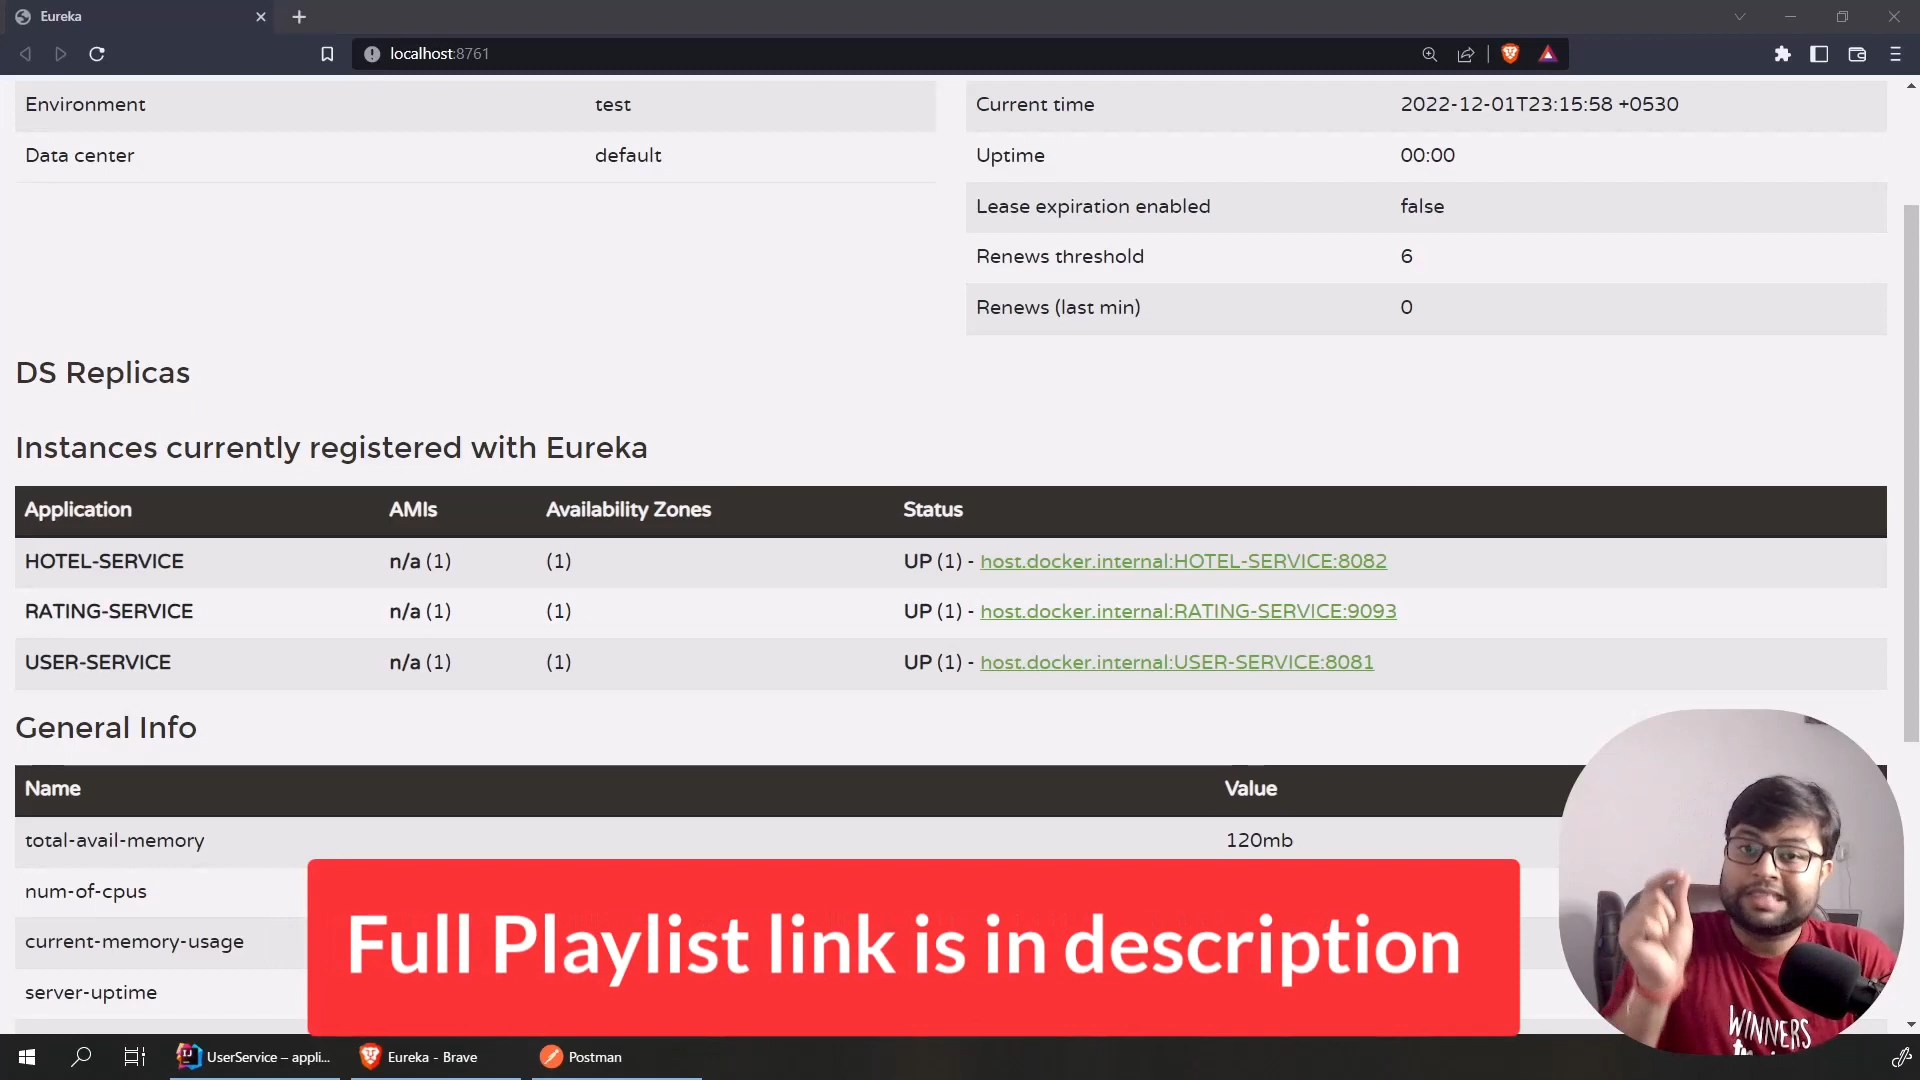 Eureka
localhost:8761
Environment test
Data center default
Current time 2022-12-01T23:15:58 +0530
Uptime 00:00
Lease expiration enabled false
Renews threshold 6
Renews (last min) 0
DS Replicas
Instances currently registered with Eureka
Application AMIs Availability Zones Status
HOTEL-SERVICE n/a (1) (1) UP (1) - host.docker.internal:HOTEL-SERVICE:8082
RATING-SERVICE n/a (1) (1) UP (1) - host.docker.internal:RATING-SERVICE:9093
USER-SERVICE n/a (1) (1) UP (1) - host.docker.internal:USER-SERVICE:8081
General Info
Name Value
total-avail-memory 120mb
num-of-cpus
current-memory-usage
server-uptime
Full Playlist link is in description
WINNERS
UserService – appli...
Eureka - Brave
Postman